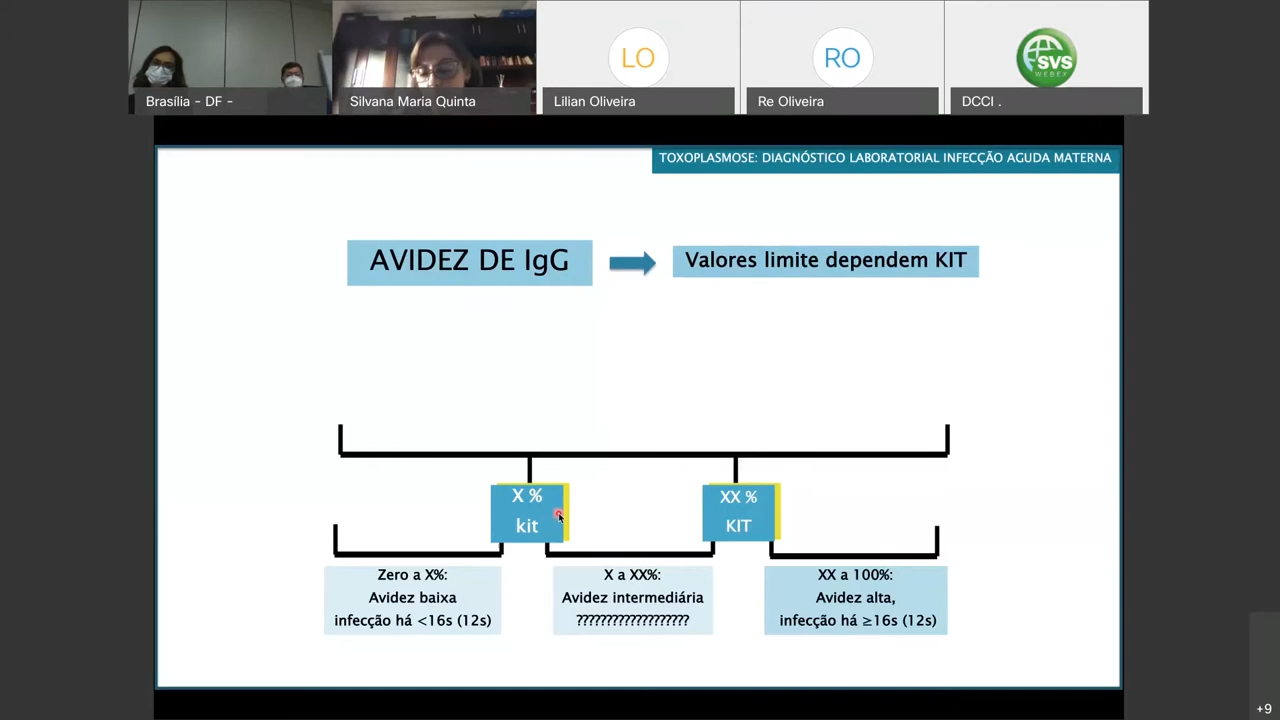 LO
RO
SVS
WEBEX
Brasília - DF -
Silvana Maria Quinta
Lilian Oliveira
Re Oliveira
DCCI .
TOXOPLASMOSE: DIAGNÓSTICO LABORATORIAL INFECÇÃO AGUDA MATERNA
AVIDEZ DE IgG
Valores limite dependem KIT
X %
kit
XX %
KIT
Zero a X%:
Avidez baixa
infecção há <16s (12s)
X a XX%:
Avidez intermediária
???????????????????
XX a 100%:
Avidez alta,
infecção há ≥16s (12s)
+9